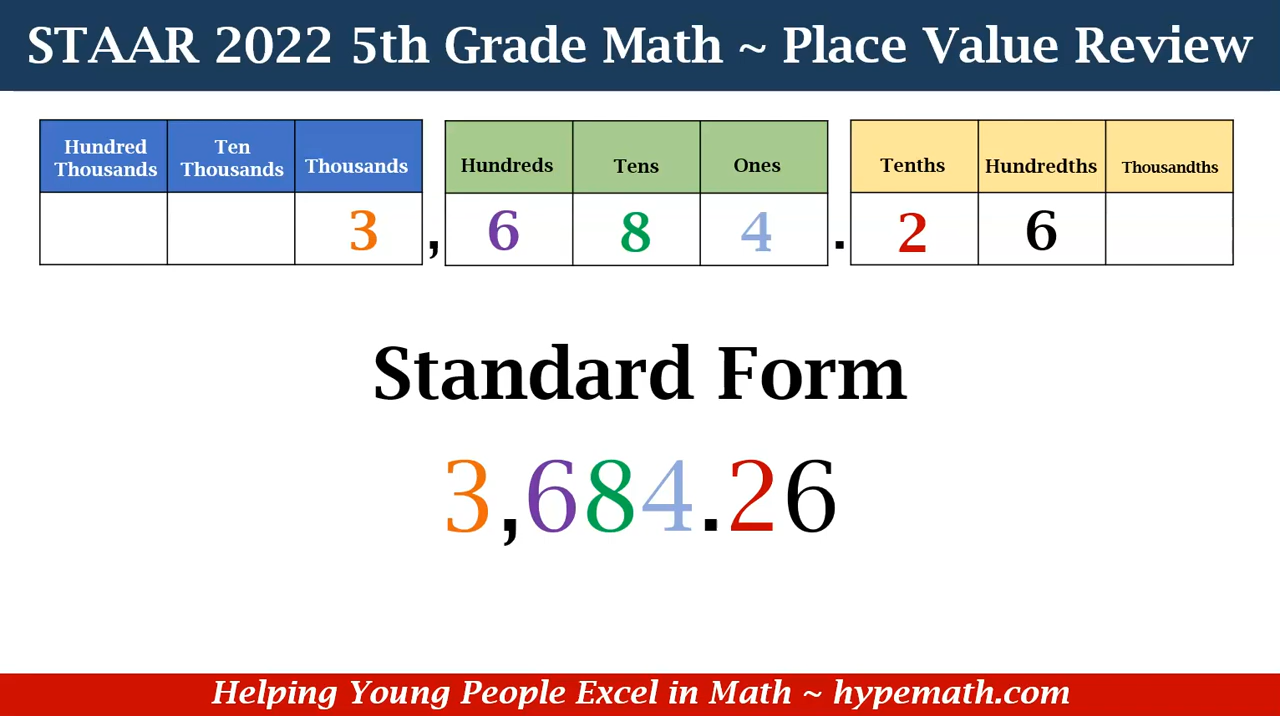 STAAR 2022 5th Grade Math ~ Place Value Review
Hundred Thousands Ten Thousands Thousands Hundreds Tens Ones Tenths Hundredths Thousandths
3 , 6 8 4 . 2 6
Standard Form
3,684.26
Helping Young People Excel in Math ~ hypemath.com